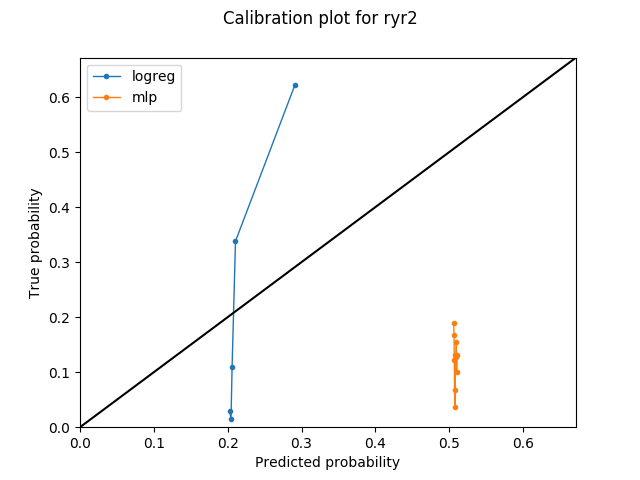 Calibration plot for ryr2
logreg
mlp
True probability
0.6
0.5
0.4
0.3
0.2
0.1
0.0
0.0 0.1 0.2 0.3 0.4 0.5 0.6
Predicted probability